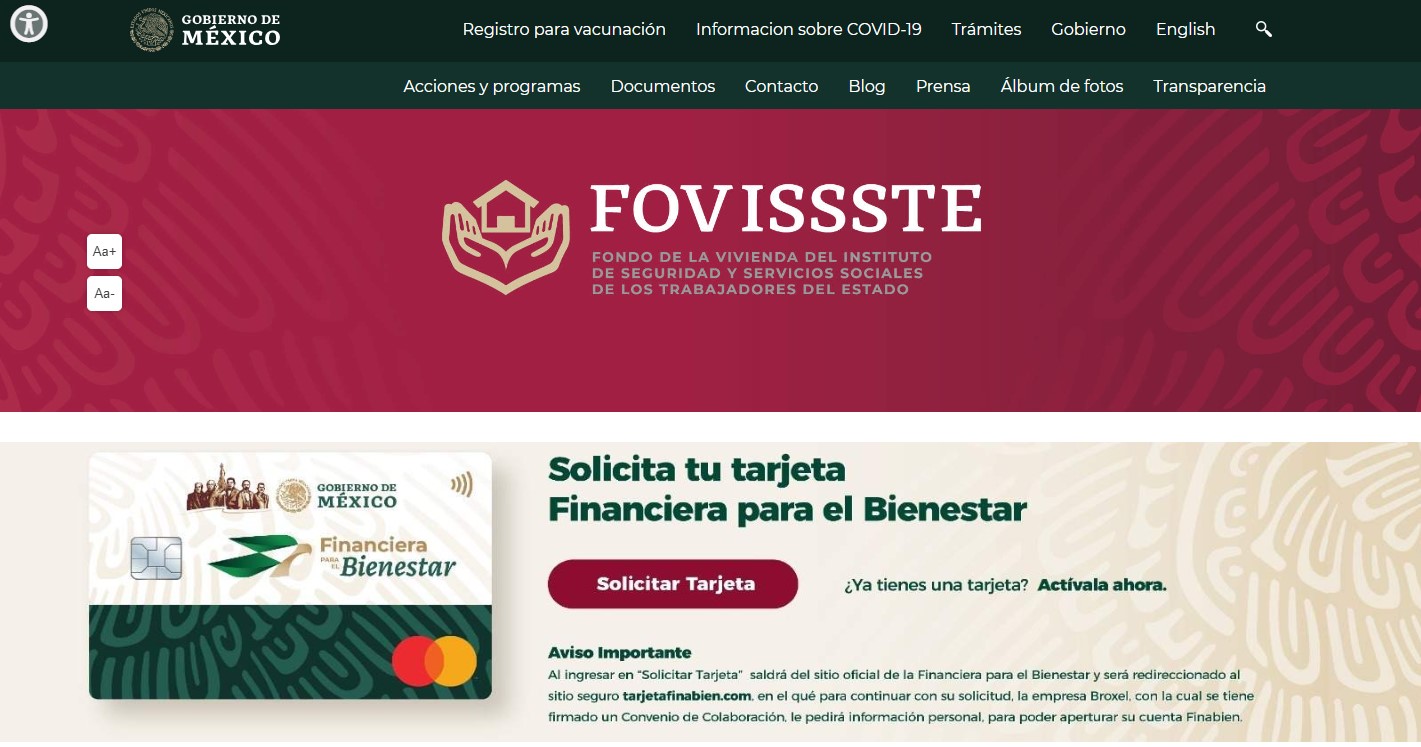 GOBIERNO DE
MÉXICO
Registro para vacunación Informacion sobre COVID-19 Trámites Gobierno English
Acciones y programas Documentos Contacto Blog Prensa Álbum de fotos Transparencia
FOVISSSTE
FONDO DE LA VIVIENDA DEL INSTITUTO
DE SEGURIDAD Y SERVICIOS SOCIALES
DE LOS TRABAJADORES DEL ESTADO
Aa+
Aa-
GOBIERNO DE
MÉXICO
Financiera
PARA EL Bienestar
Solicita tu tarjeta
Financiera para el Bienestar
Solicitar Tarjeta ¿Ya tienes una tarjeta? Actívala ahora.
Aviso Importante
Al ingresar en “Solicitar Tarjeta” saldrá del sitio oficial de la Financiera para el Bienestar y será redireccionado al
sitio seguro tarjetafinabien.com, en el qué para continuar con su solicitud, la empresa Broxel, con la cual se tiene
firmado un Convenio de Colaboración, le pedirá información personal, para poder aperturar su cuenta Finabien.